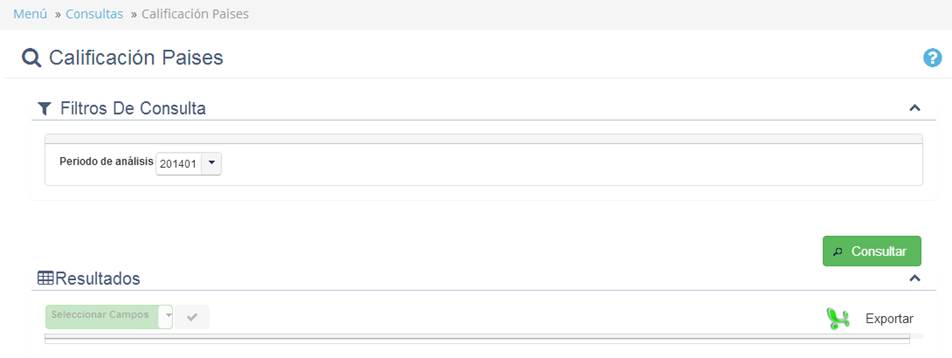 Menú » Consultas » Calificación Paises
Calificación Paises
?
Filtros De Consulta
Periodo de análisis 201401
Consultar
Resultados
Seleccionar Campos
Exportar